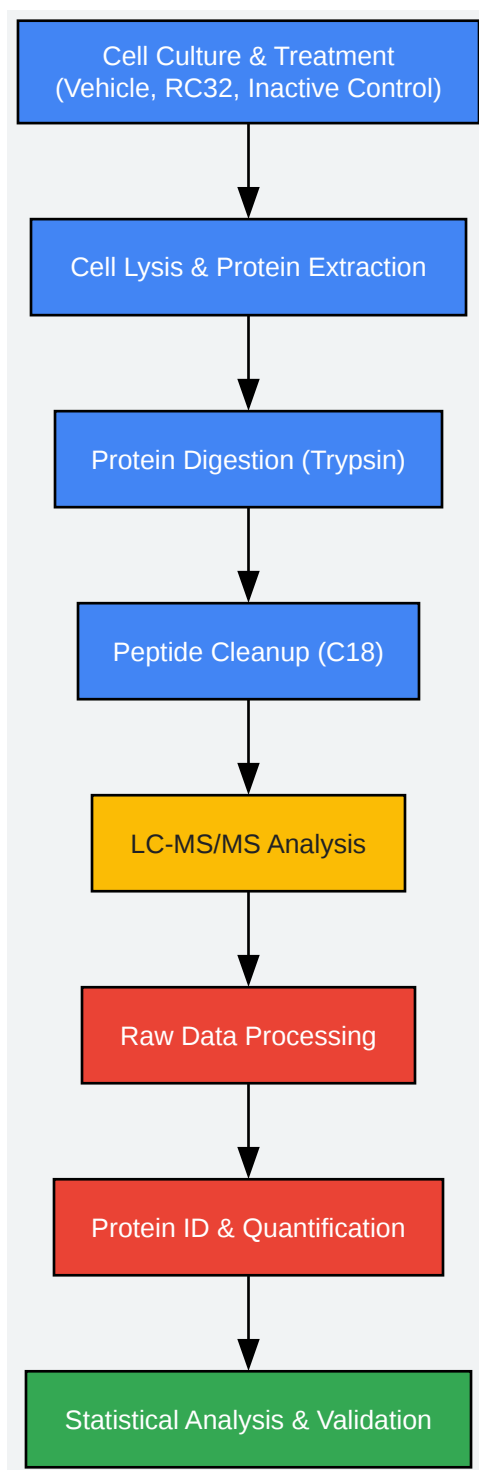 Cell Culture & Treatment
(Vehicle, RC32, Inactive Control)
Cell Lysis & Protein Extraction
Protein Digestion (Trypsin)
Peptide Cleanup (C18)
LC-MS/MS Analysis
Raw Data Processing
Protein ID & Quantification
Statistical Analysis & Validation